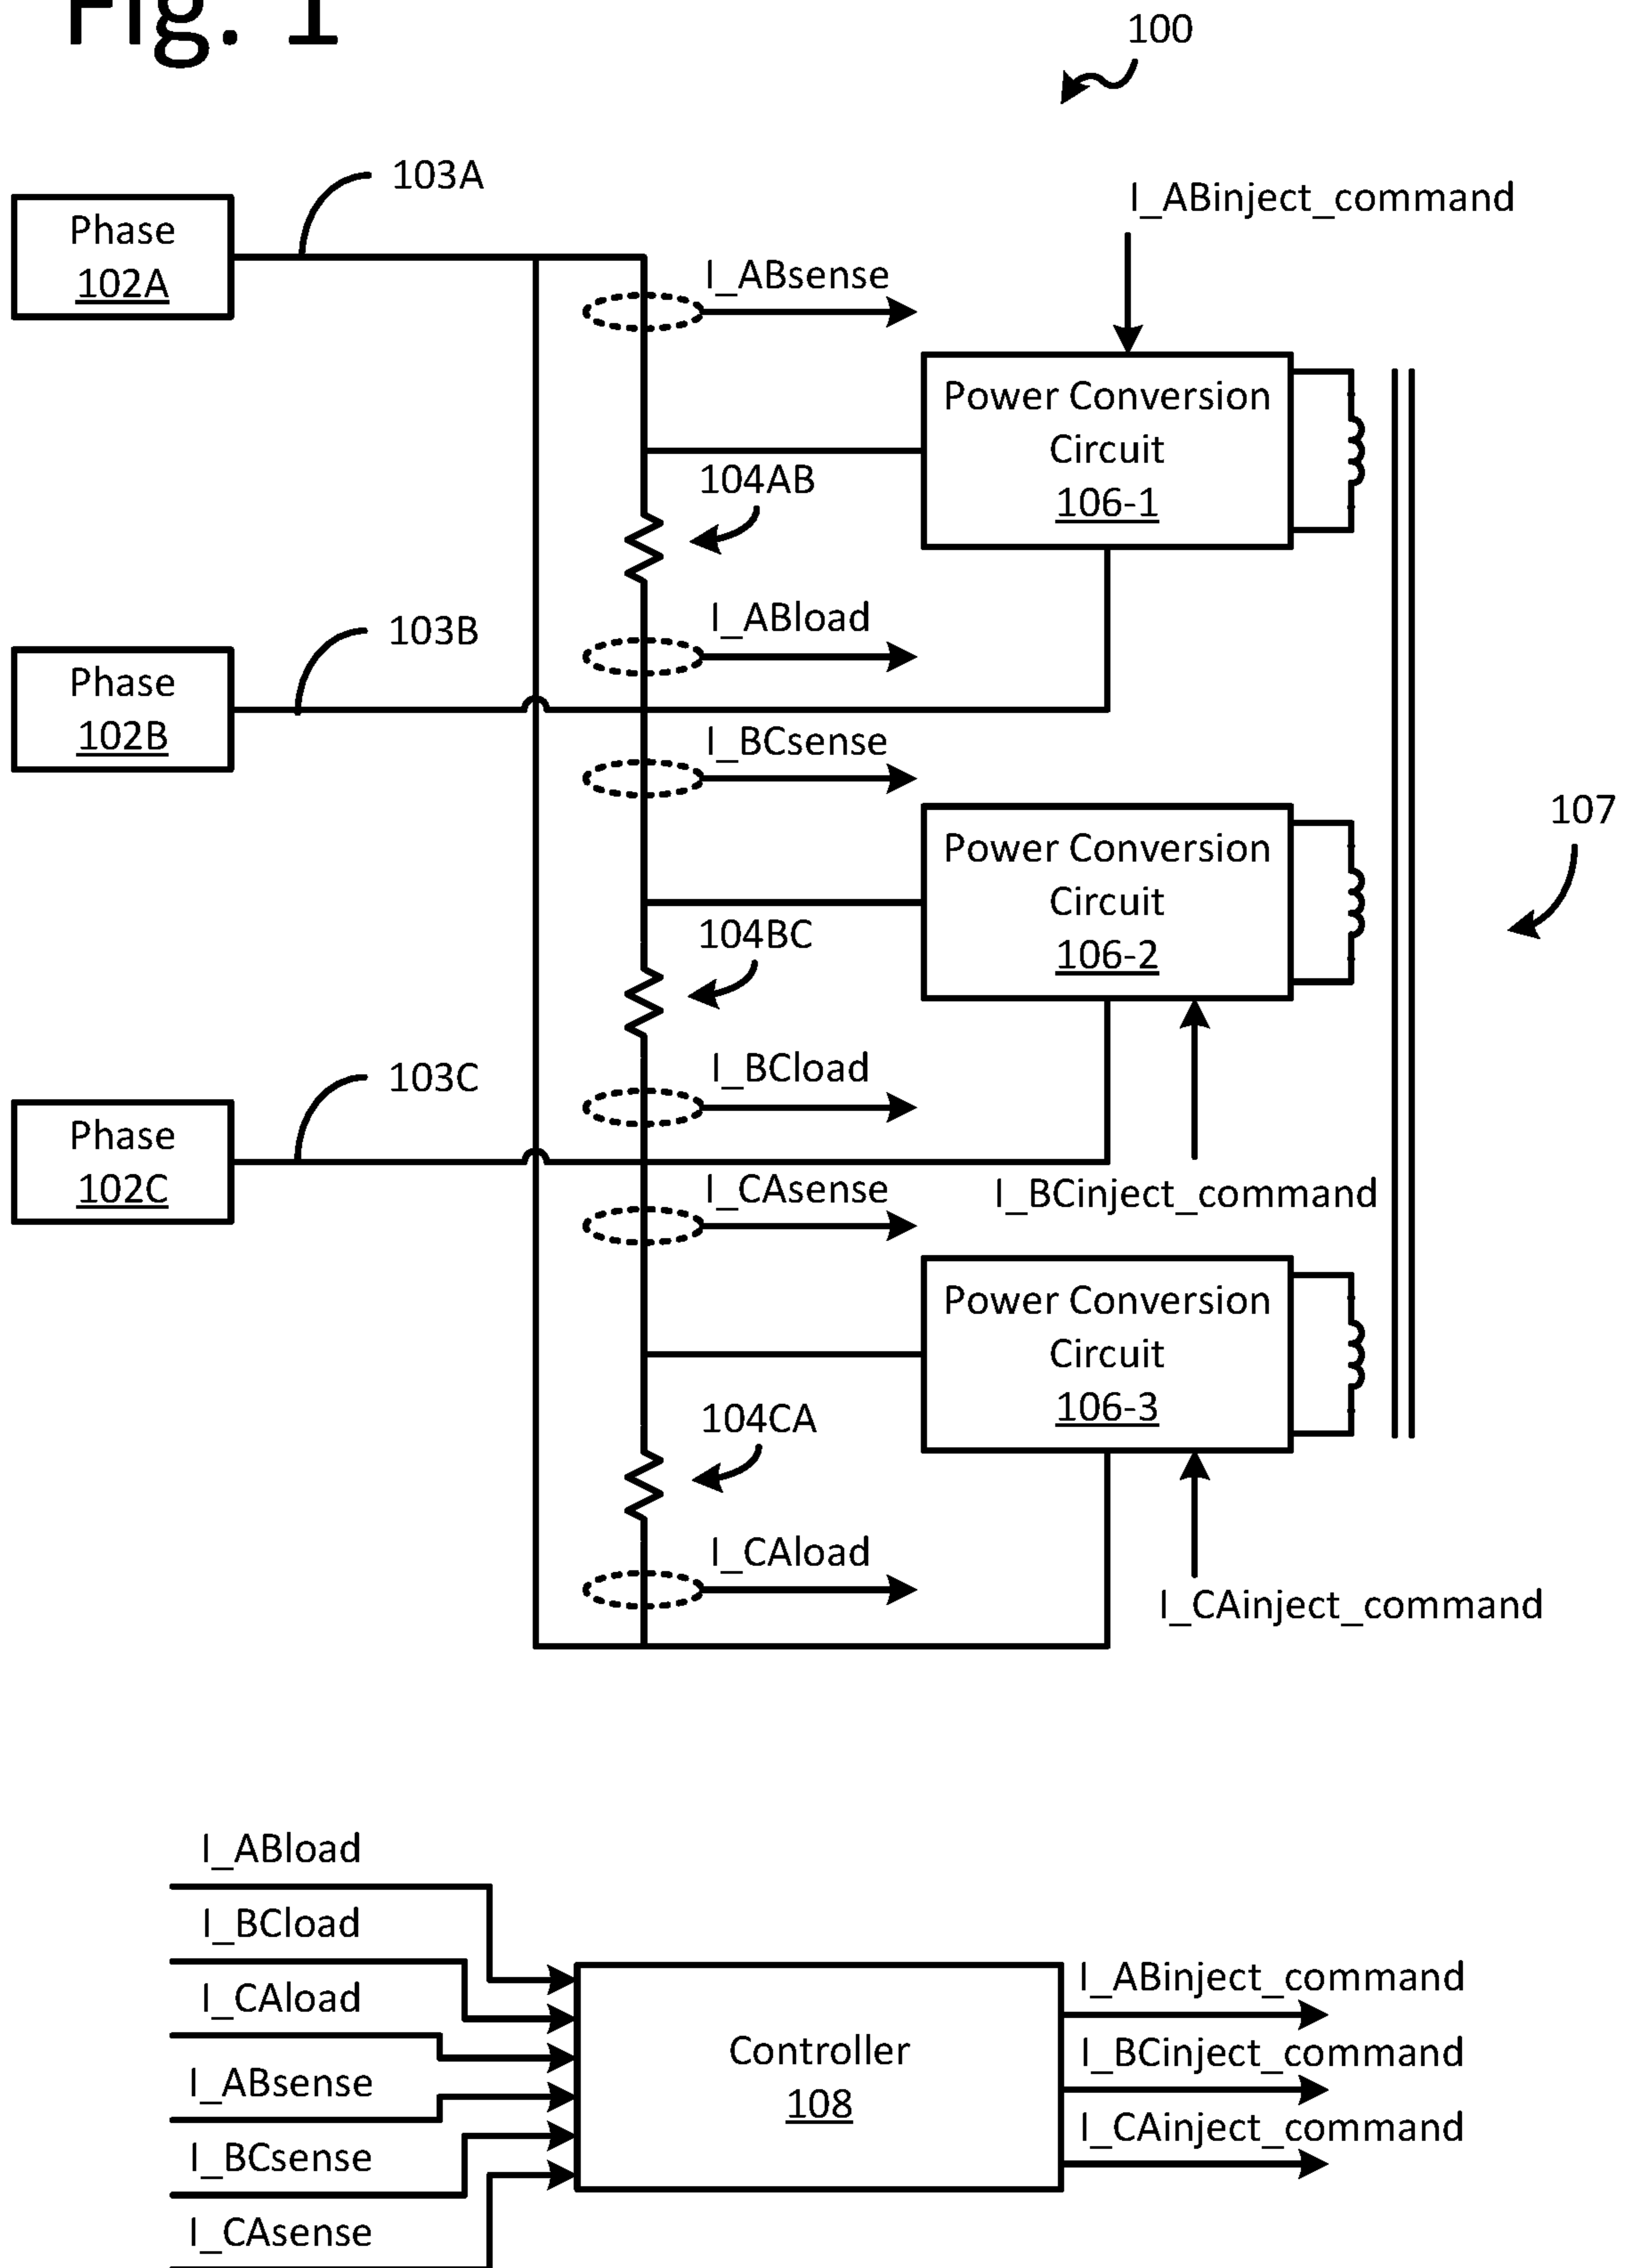 Fig. 1
100
103A
I_ABinject_command
Phase
102A
I_ABsense
Power Conversion
Circuit
106-1
104AB
I_ABload
103B
Phase
102B
I_BCsense
107
Power Conversion
Circuit
106-2
104BC
I_BCload
103C
Phase
102C
I_CAsense
I_BCinject_command
Power Conversion
Circuit
106-3
104CA
I_CAload
I_CAinject_command
I_ABload
I_BCload
I_CAload
I_ABsense
I_BCsense
I_CAsense
Controller
108
I_ABinject_command
I_BCinject_command
I_CAinject_command